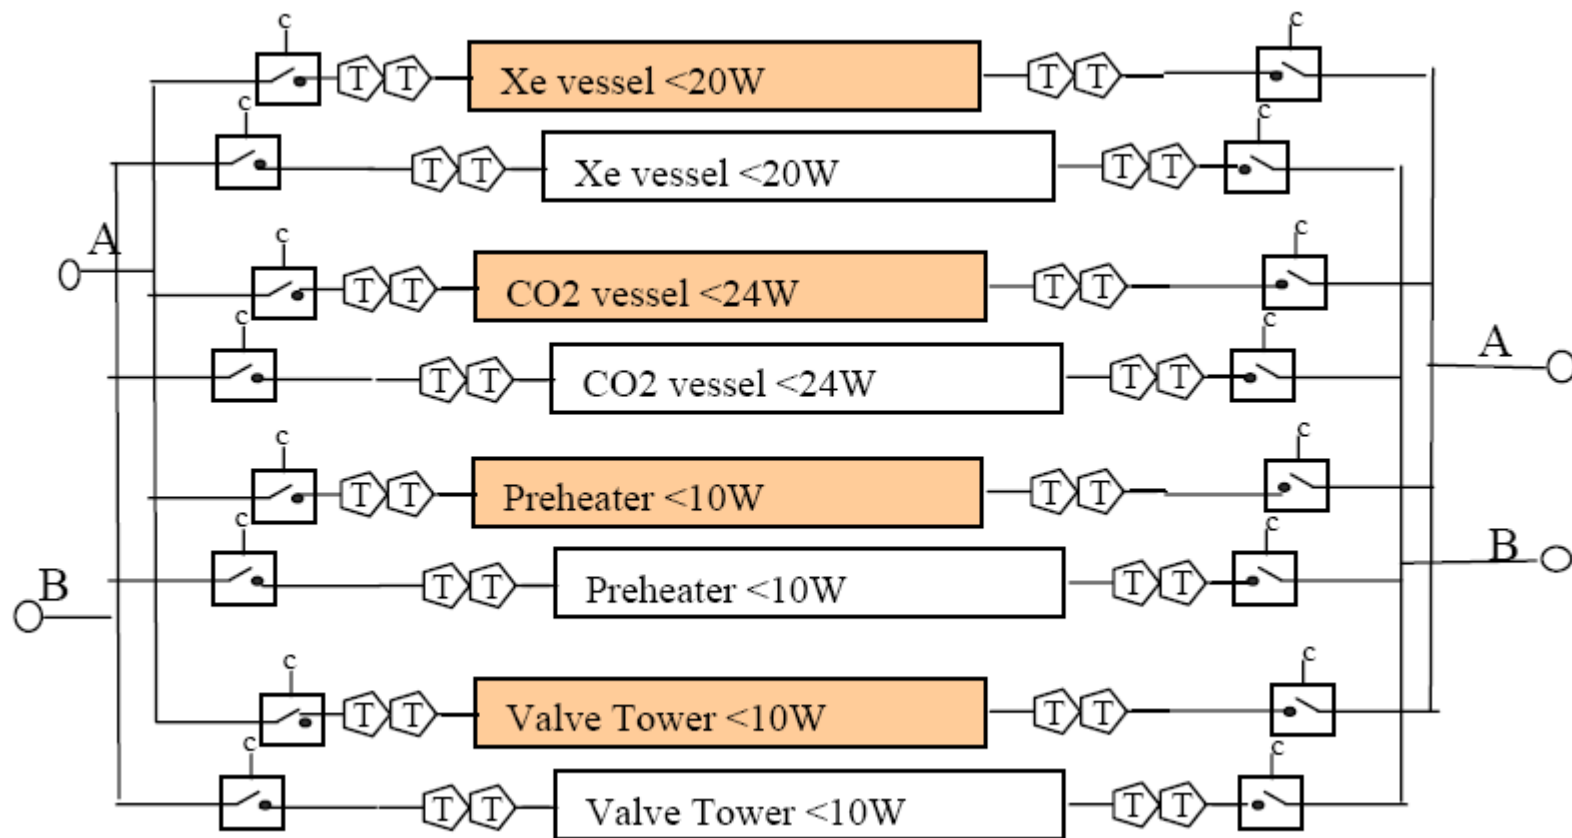 c c
T T Xe vessel <20W T T
c c
T T Xe vessel <20W T T
A
c c
T T CO2 vessel <24W T T
c c
T T CO2 vessel <24W T T
A
c c
T T Preheater <10W T T
c c
T T Preheater <10W T T
B
B
c c
T T Valve Tower <10W T T
c c
T T Valve Tower <10W T T